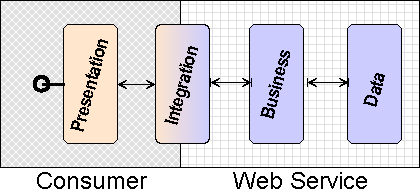 Presentation
Integration
Business
Data
Consumer
Web Service